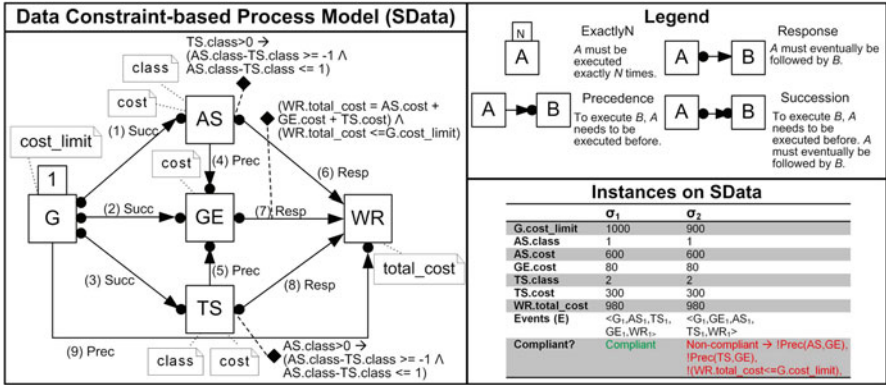 Data Constraint-based Process Model (SData)
TS.class>0 →
(AS.class-TS.class >= -1 Λ
AS.class-TS.class <= 1)
class
cost
(WR.total_cost = AS.cost +
GE.cost + TS.cost) Λ
(WR.total_cost <=G.cost_limit)
AS
cost_limit
(1) Succ
(4) Prec
1
cost
(6) Resp
G
(2) Succ
GE
(7) Resp
WR
(3) Succ
(5) Prec
(8) Resp
total_cost
TS
(9) Prec
class
cost
AS.class>0 →
(AS.class-TS.class >= -1 Λ
AS.class-TS.class <= 1)
Legend
N
A
ExactlyN
A must be
executed
exactly N times.
A
B
Response
A must eventually be
followed by B.
A
B
Precedence
To execute B, A
needs to be
executed before.
A
B
Succession
To execute B, A
needs to be
executed before. A
must eventually be
followed by B.
Instances on SData
σ1 σ2
G.cost_limit 1000 900
AS.class 1 1
AS.cost 600 600
GE.cost 80 80
TS.class 2 2
TS.cost 300 300
WR.total_cost 980 980
Events (E) <G1,AS1,TS1, <G1,GE1,AS1,
GE1,WR1> TS1,WR1>
Compliant? Compliant Non-compliant → !Prec(AS,GE),
!Prec(TS,GE),
!(WR.total_cost<=G.cost_limit),